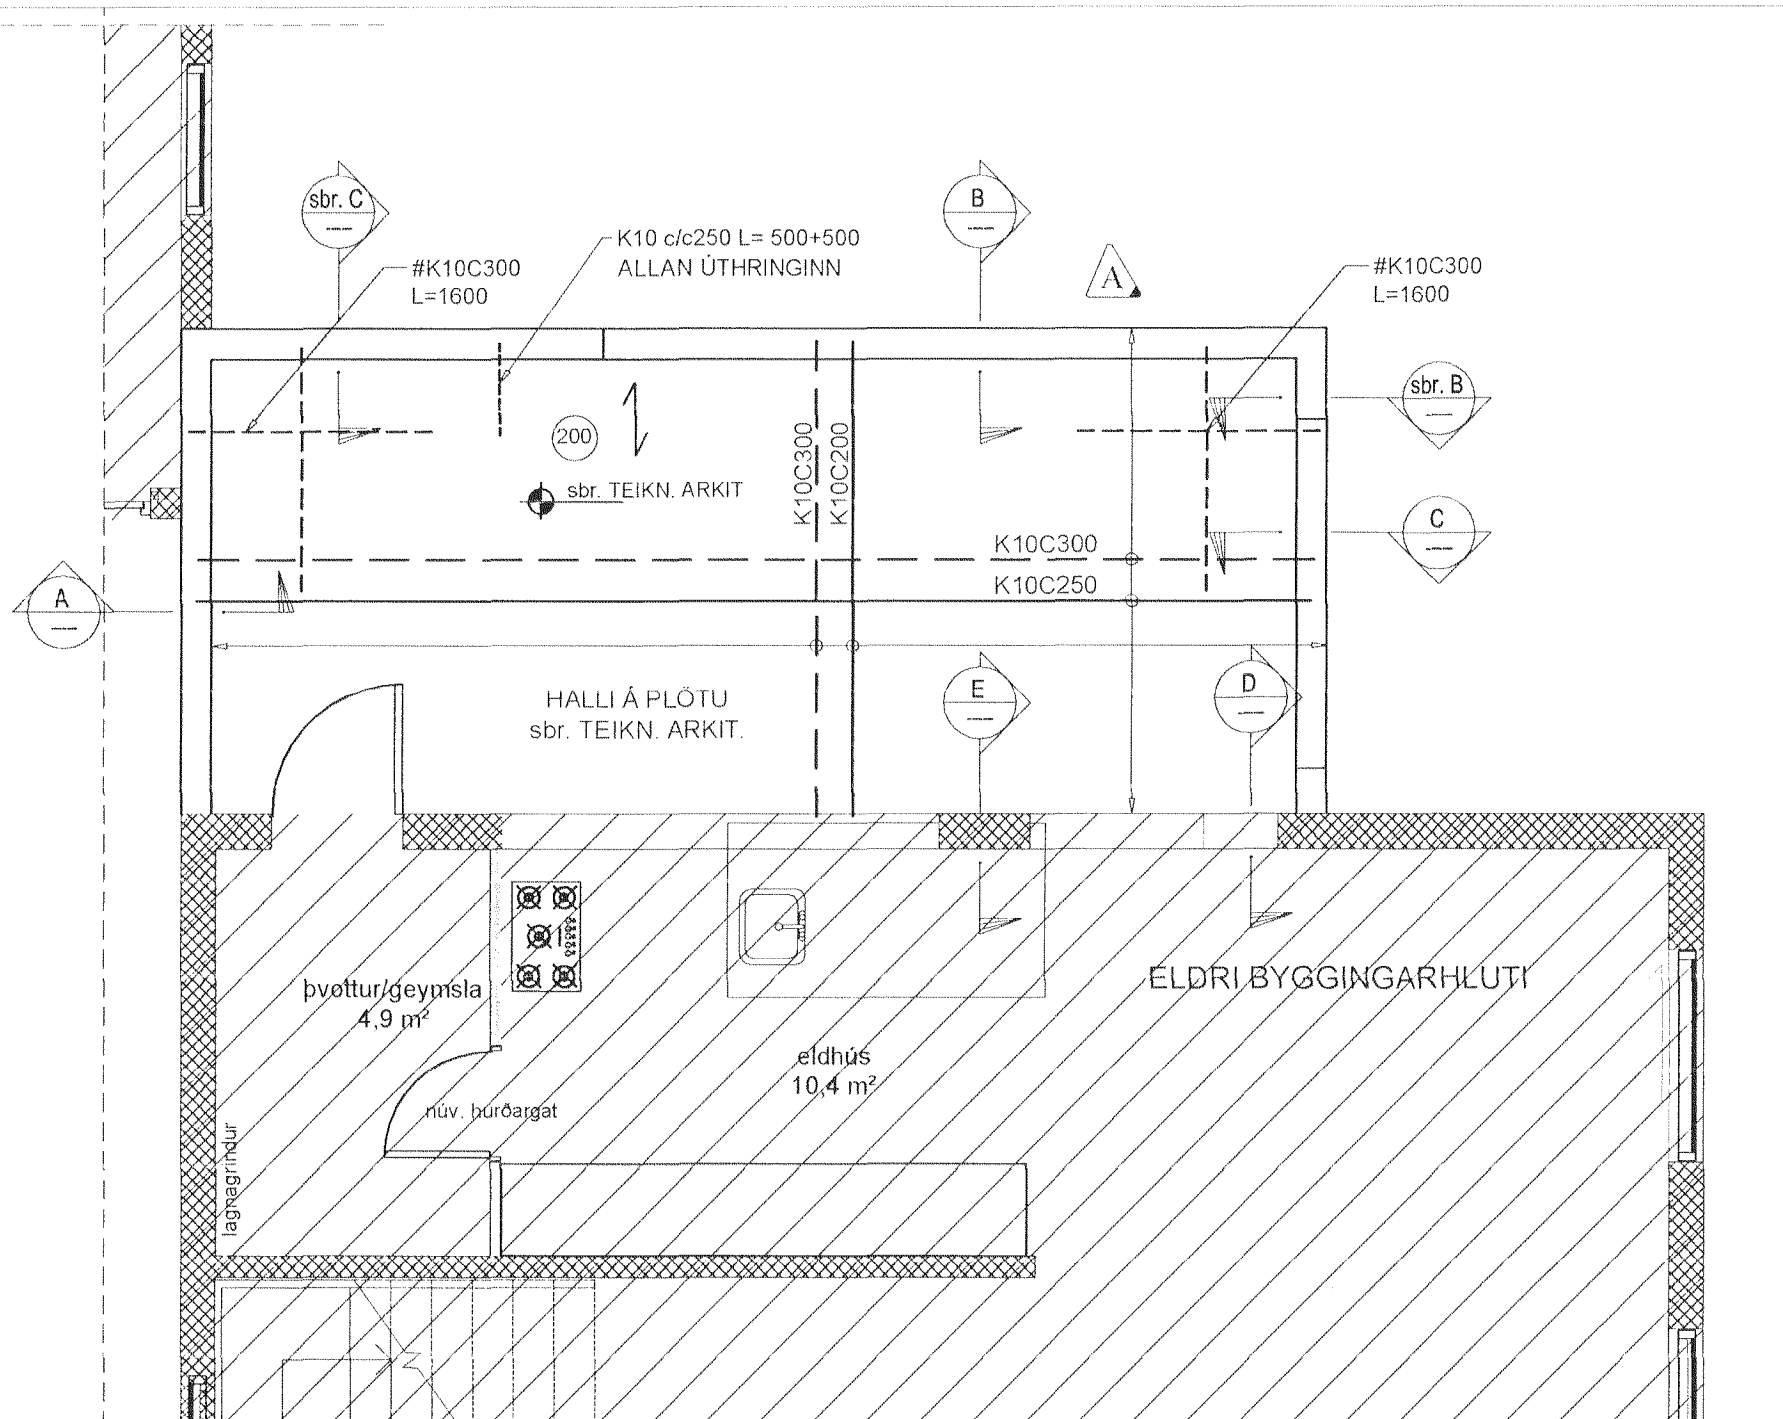 sbr. C
B
K10 c/c250 L= 500+500
ALLAN ÚTHRINGINN
#K10C300
L=1600
A
#K10C300
L=1600
sbr. B
200
K10C300
K10C200
sbr. TEIKN. ARKIT
C
K10C300
K10C250
A
HALLI Á PLÖTU
sbr. TEIKN. ARKIT.
E
D
þvottur/geymsla
4,9 m²
ELDRI BYGGINGARHLUTI
eldhús
10,4 m²
núv. hurðargat
lagnagrindur